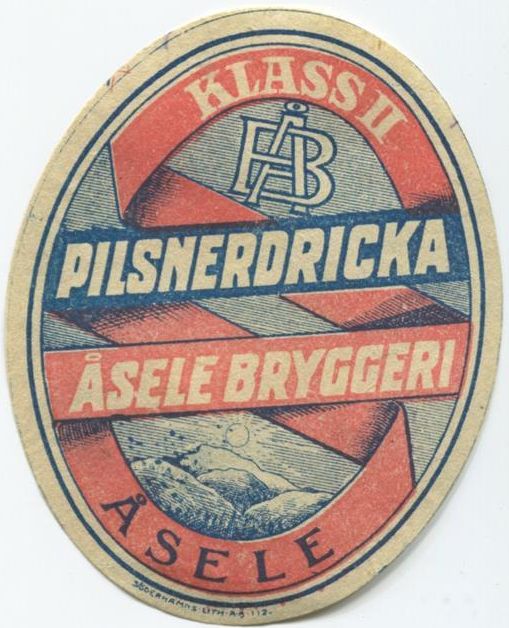 KLASS II
ÅB
PILSNERDRICKA
ÅSELE BRYGGERI
ÅSELE
SÖDERHAMNS LITH. A.B. 112-